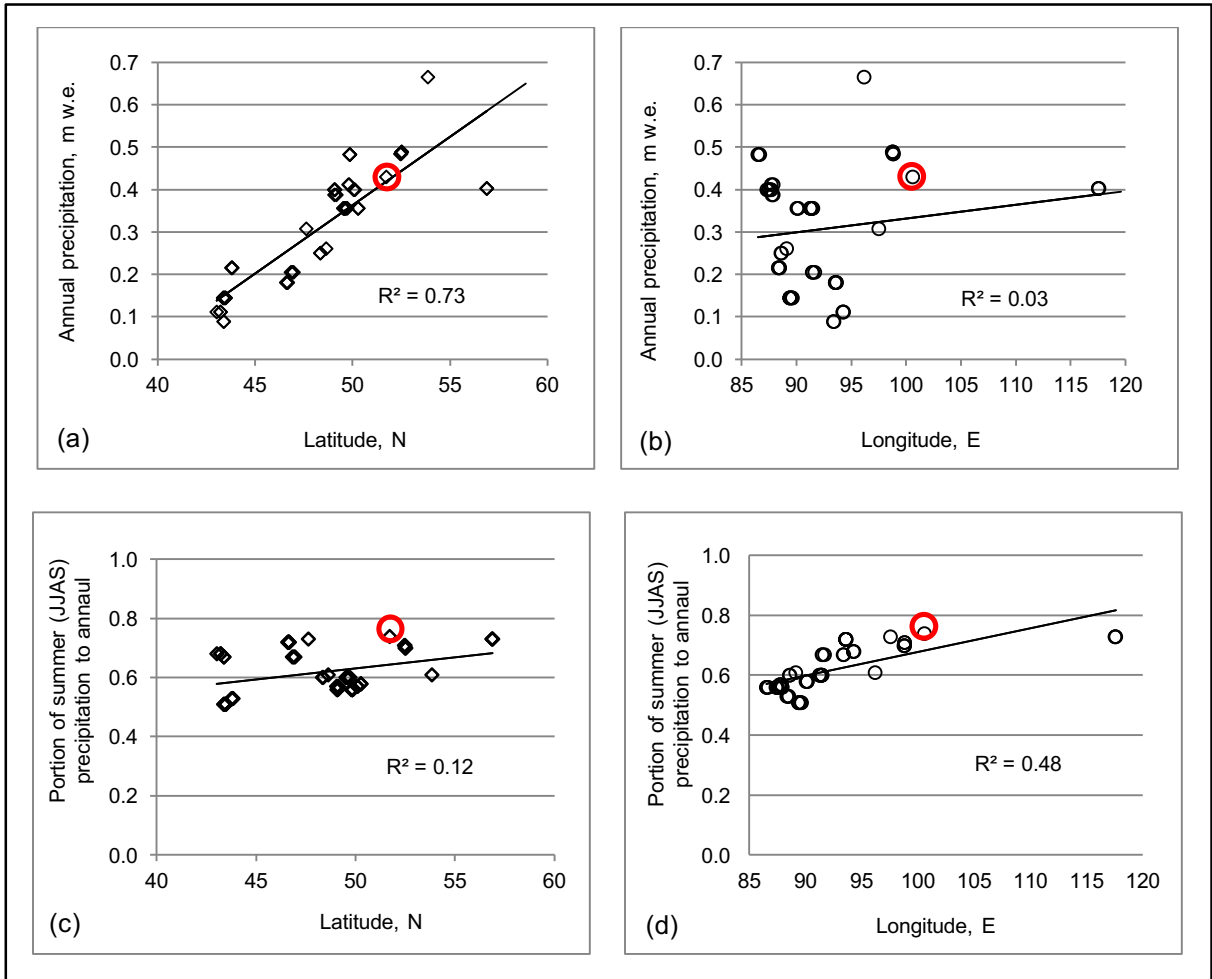 Annual precipitation, m w.e.
0.7
0.6
0.5
0.4
0.3
0.2
0.1
0.0
R² = 0.73
40 45 50 55 60
(a)
Latitude, N
Annual precipitation, m w.e.
0.7
0.6
0.5
0.4
0.3
0.2
0.1
0.0
R² = 0.03
85 90 95 100 105 110 115 120
(b)
Longitude, E
Portion of summer (JJAS)
precipitation to annaul
1.0
0.8
0.6
0.4
0.2
0.0
R² = 0.12
40 45 50 55 60
(c)
Latitude, N
Portion of summer (JJAS)
precipitation to annaul
1.0
0.8
0.6
0.4
0.2
0.0
R² = 0.48
85 90 95 100 105 110 115 120
(d)
Longitude, E